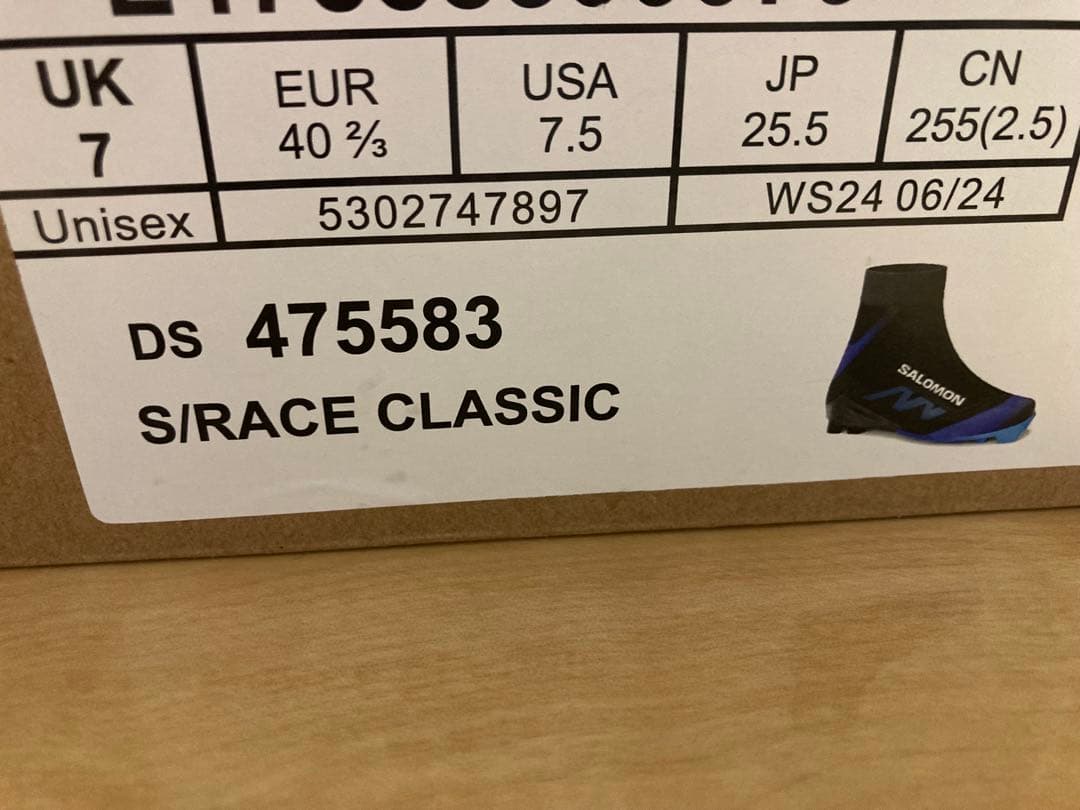 UK EUR USA JP CN
7 40 ⅔ 7.5 25.5 255(2.5)
Unisex 5302747897 WS24 06/24
DS 475583
S/RACE CLASSIC
SALOMON